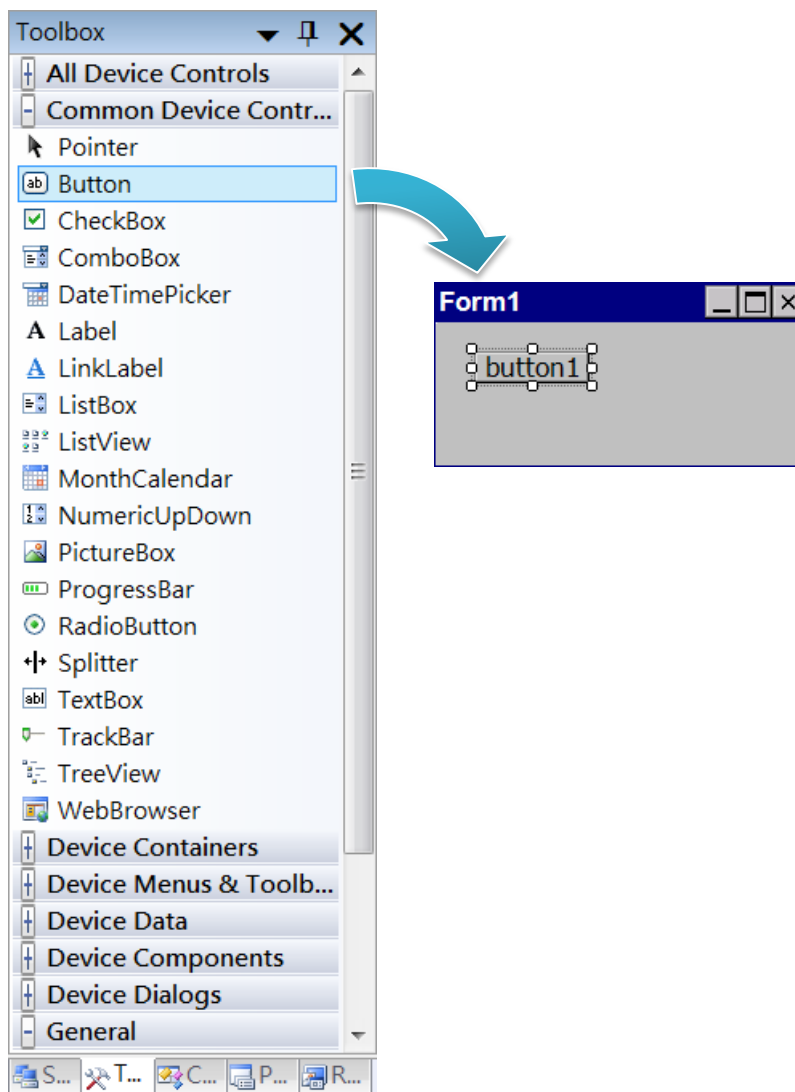 Toolbox
All Device Controls
Common Device Contr...
Pointer
ab Button
CheckBox
ComboBox
DateTimePicker
A Label
A LinkLabel
ListBox
ListView
MonthCalendar
NumericUpDown
PictureBox
ProgressBar
RadioButton
Splitter
abl TextBox
TrackBar
TreeView
WebBrowser
Device Containers
Device Menus & Toolb...
Device Data
Device Components
Device Dialogs
General
S... T... C... P... R...
Form1
button1